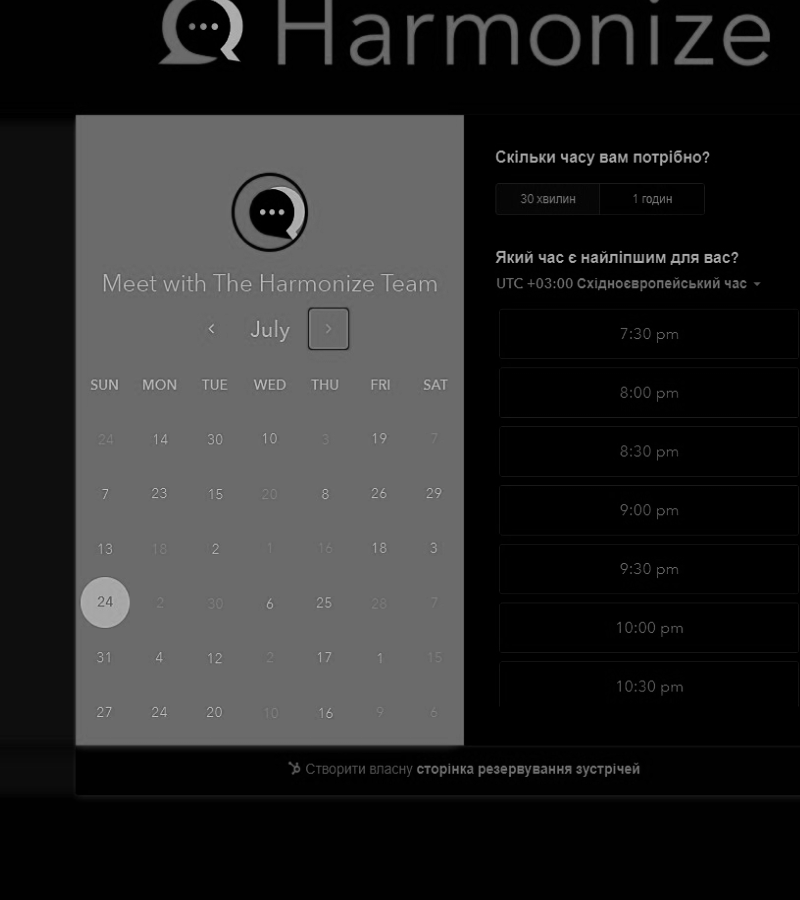 Harmonize
Meet with The Harmonize Team
July
SUN MON TUE WED THU FRI SAT
24 14 30 10 3 19 7
7 23 15 20 8 26 29
13 18 2 1 16 18 3
24 2 30 6 25 28 7
31 4 12 2 17 1 15
27 24 20 10 16 9 6
Скільки часу вам потрібно?
30 хвилин 1 годин
Який час є найліпшим для вас?
UTC +03:00 Східноєвропейський час
7:30 pm
8:00 pm
8:30 pm
9:00 pm
9:30 pm
10:00 pm
10:30 pm
Створити власну сторінка резервування зустрічей